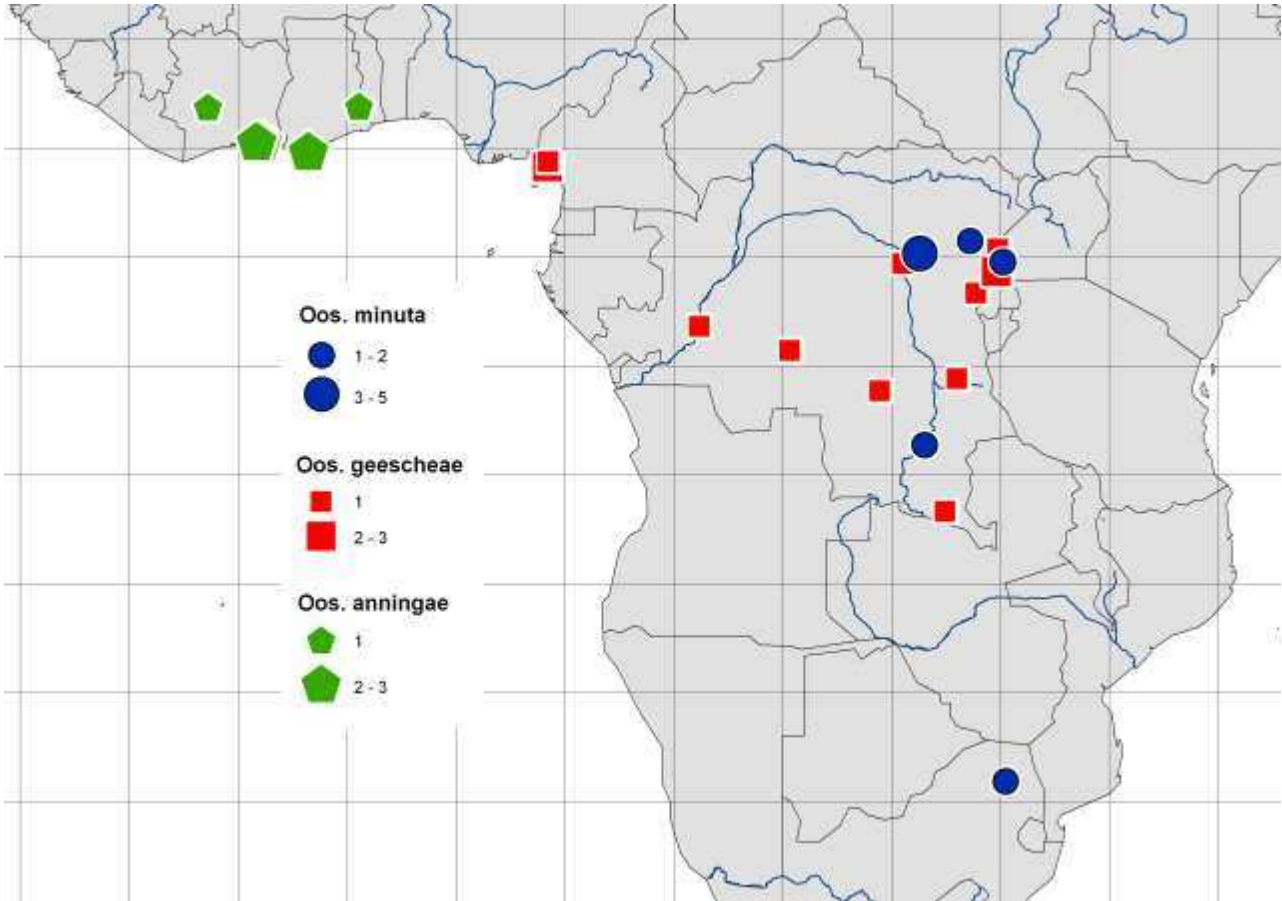 Oos. minuta
1 - 2
3 - 5
Oos. geescheae
1
2 - 3
Oos. anningae
1
2 - 3